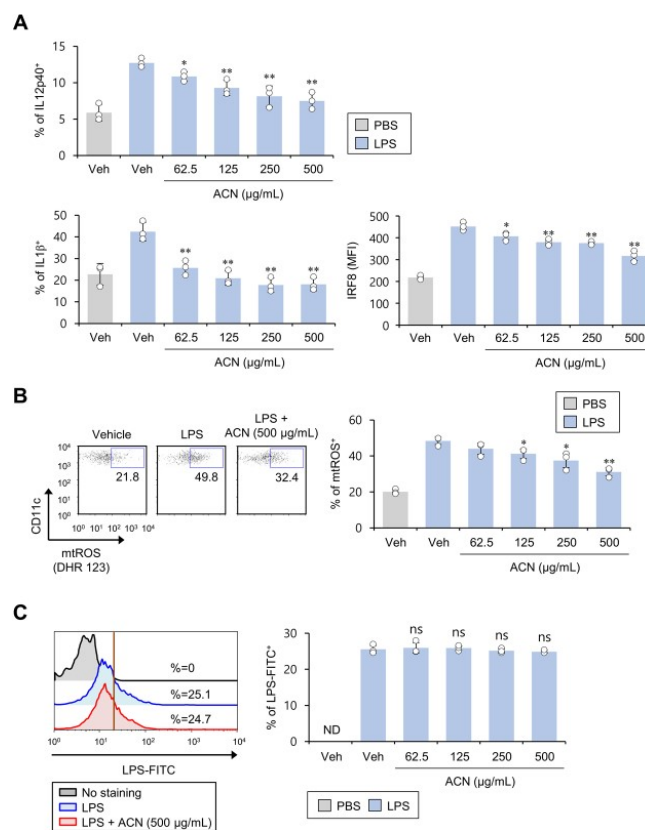 A
% of IL12p40⁺
15
10
5
0
* ** ** **
Veh Veh 62.5 125 250 500
ACN (µg/mL)
PBS
LPS
% of IL1β⁺
50
40
30
20
10
0
** ** ** **
Veh Veh 62.5 125 250 500
ACN (µg/mL)
IRF8 (MFI)
500
400
300
200
100
0
* ** ** **
Veh Veh 62.5 125 250 500
ACN (µg/mL)
B
Vehicle
LPS
LPS +
ACN (500 µg/mL)
10⁴
10³
10²
10¹
10⁰
21.8
49.8
32.4
10⁰ 10¹ 10² 10³ 10⁴
CD11c
mtROS
(DHR 123)
PBS
LPS
% of mtROS⁺
60
40
20
0
* * **
Veh Veh 62.5 125 250 500
ACN (µg/mL)
C
%=0
%=25.1
%=24.7
10⁰ 10¹ 10² 10³ 10⁴
LPS-FITC
No staining
LPS
LPS + ACN (500 µg/mL)
% of LPS-FITC⁺
30
20
10
0
ND
ns ns ns ns
Veh Veh 62.5 125 250 500
ACN (µg/mL)
PBS LPS